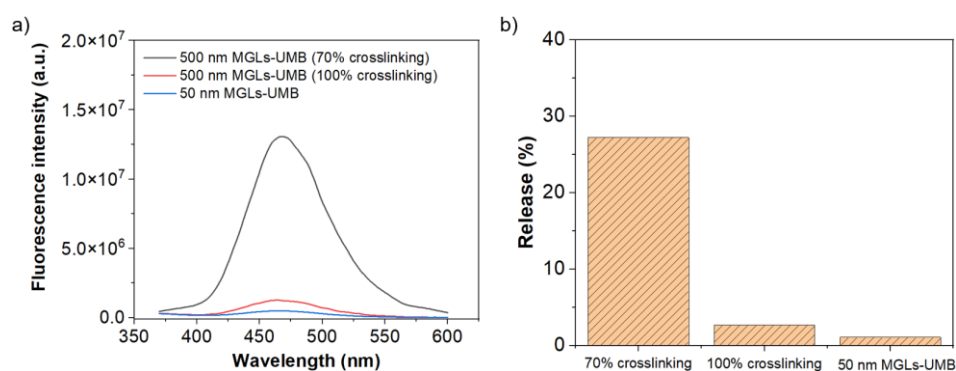 a)
Fluorescence intensity (a.u.)
2.0×10⁷
1.5×10⁷
1.0×10⁷
5.0×10⁶
0.0
500 nm MGLs-UMB (70% crosslinking)
500 nm MGLs-UMB (100% crosslinking)
50 nm MGLs-UMB
350 400 450 500 550 600
Wavelength (nm)
b)
Release (%)
40
30
20
10
0
70% crosslinking 100% crosslinking 50 nm MGLs-UMB